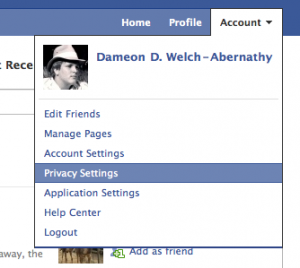 Home Profile Account
t Rece
Dameon D. Welch-Abernathy
Edit Friends
Manage Pages
Account Settings
Privacy Settings
Application Settings
Help Center
Logout
away, the
Add as friend